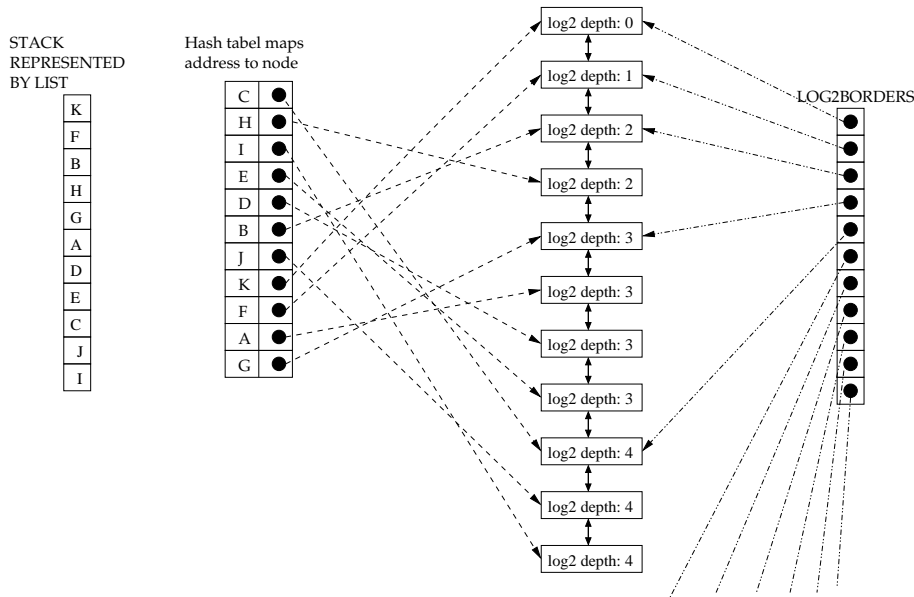 STACK
REPRESENTED
BY LIST
K
F
B
H
G
A
D
E
C
J
I
Hash tabel maps
address to node
C
H
I
E
D
B
J
K
F
A
G
log2 depth: 0
log2 depth: 1
log2 depth: 2
log2 depth: 2
log2 depth: 3
log2 depth: 3
log2 depth: 3
log2 depth: 3
log2 depth: 4
log2 depth: 4
log2 depth: 4
LOG2BORDERS